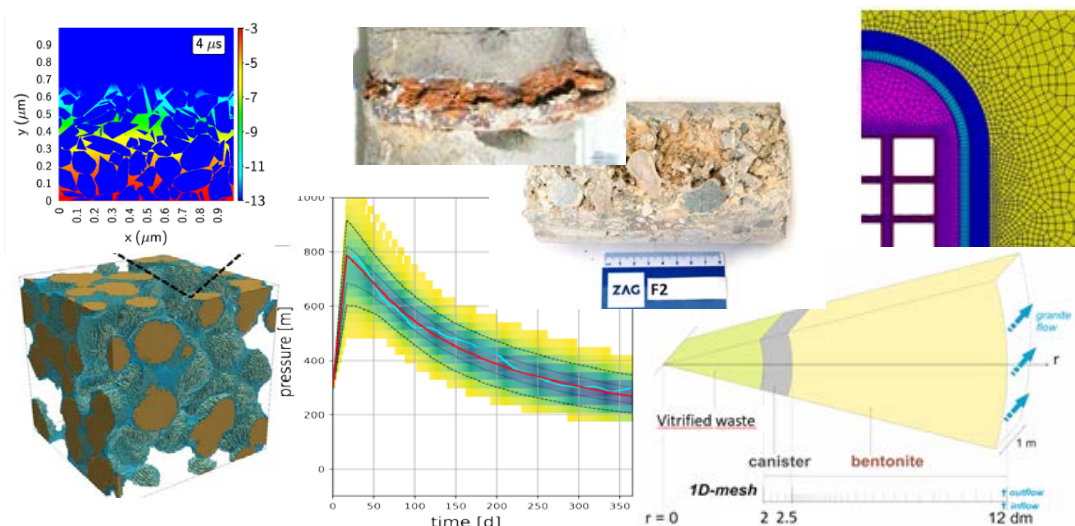 4 μs
y (μm)
0.9
0.8
0.7
0.6
0.5
0.4
0.3
0.2
0.1
0
0
0.1
0.2
0.3
0.4
0.5
0.6
0.7
0.8
0.9
x (μm)
-3
-5
-7
-9
-11
-13
ZAG
F2
pressure [m]
1000
800
600
400
200
0
0
50
100
150
200
250
300
350
time [d]
granite
flow
r
Vitrified waste
1 m
canister
bentonite
1D-mesh
outflow
inflow
r = 0
2
2.5
12 dm